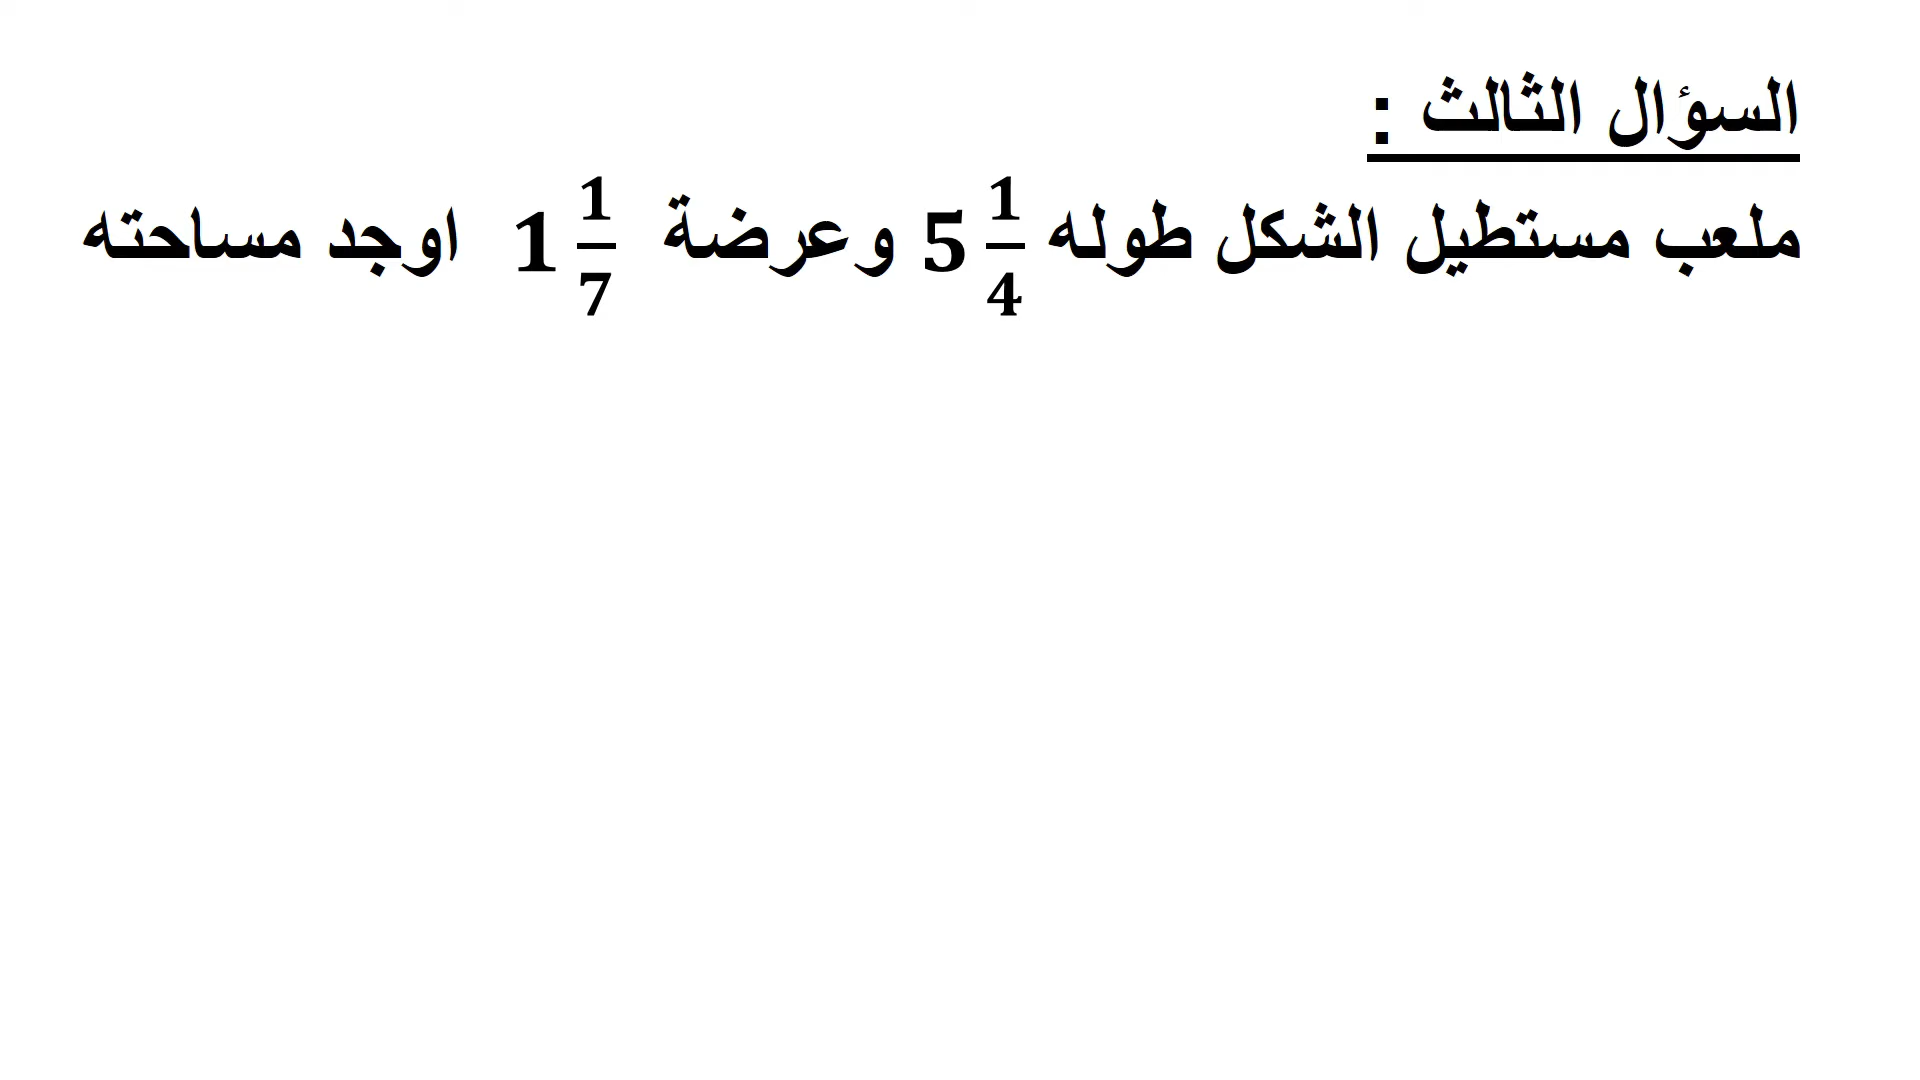 السؤال الثالث :
ملعب مستطيل الشكل طوله 5 1/4 وعرضة 1 1/7 اوجد مساحته